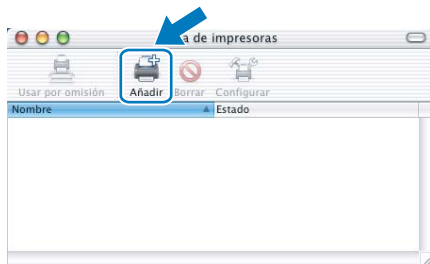 a de impresoras
Usar por omisión Añadir Borrar Configurar
Nombre Estado